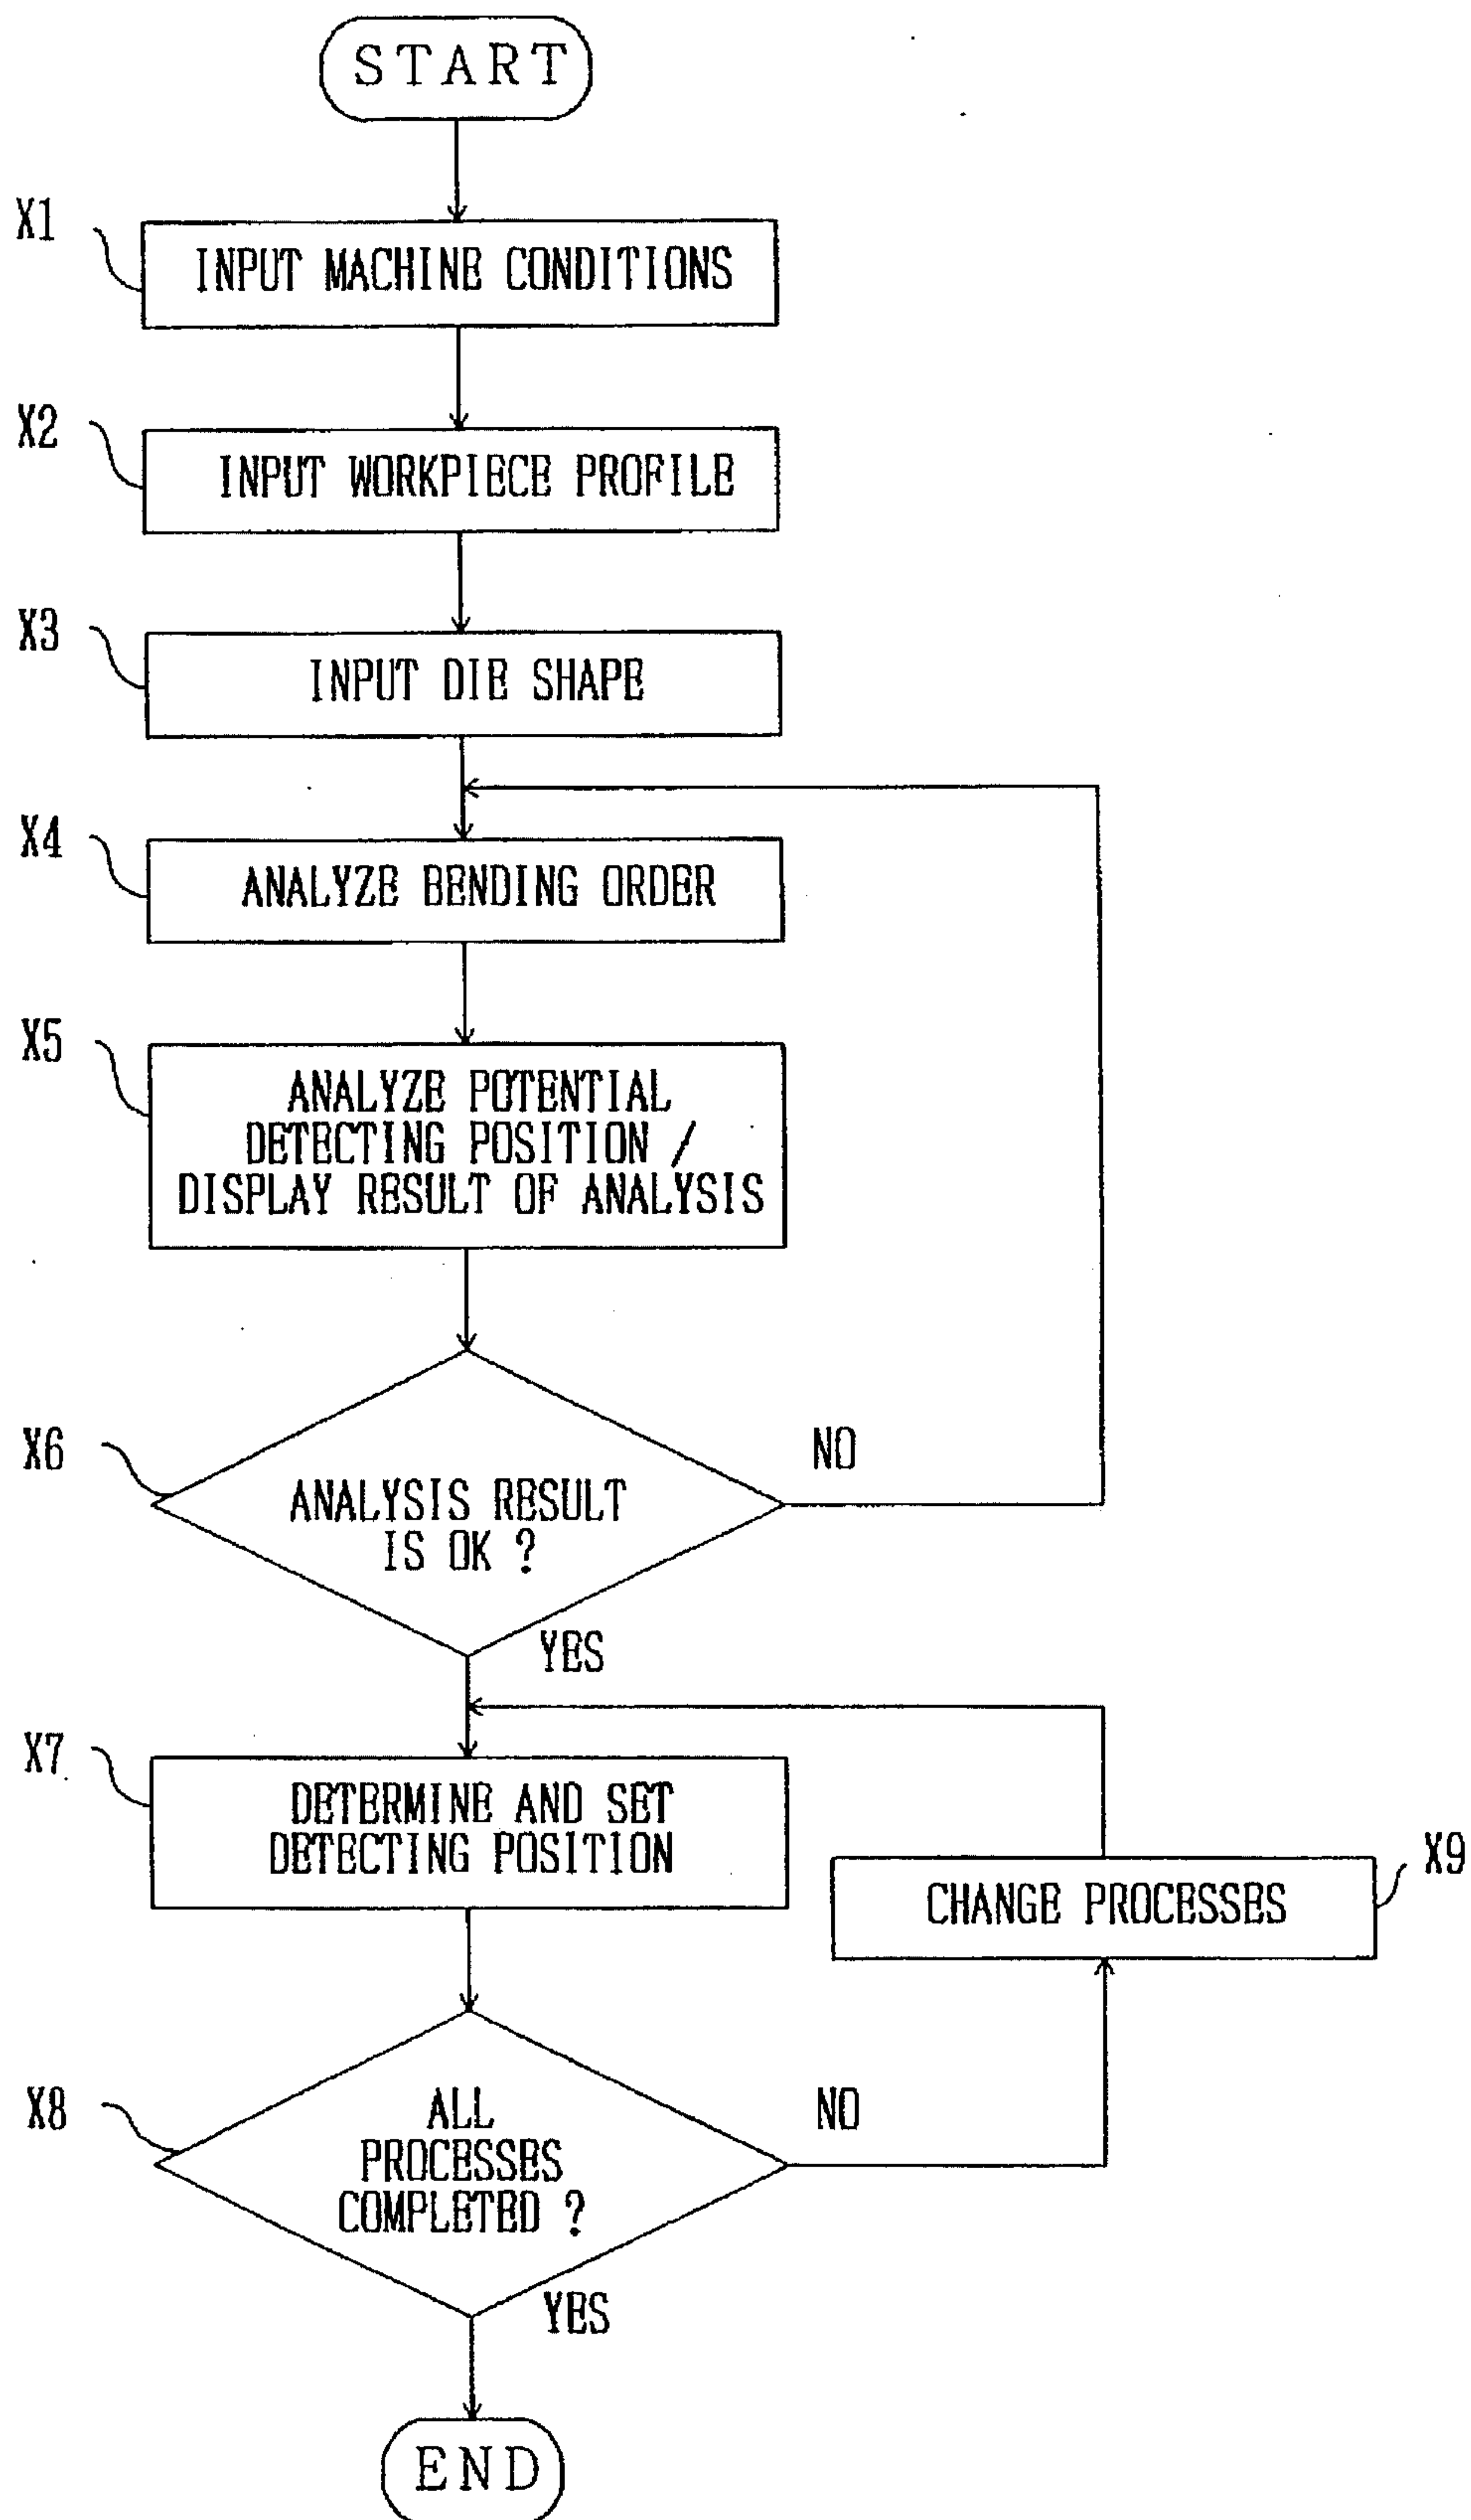 START
X1
INPUT MACHINE CONDITIONS
X2
INPUT WORKPIECE PROFILE
X3
INPUT DIE SHAPE
X4
ANALYZE BENDING ORDER
X5
ANALYZE POTENTIAL
DETECTING POSITION /
DISPLAY RESULT OF ANALYSIS
X6
ANALYSIS RESULT
IS OK ?
NO
YES
X7
DETERMINE AND SET
DETECTING POSITION
X9
CHANGE PROCESSES
X8
ALL
PROCESSES
COMPLETED ?
NO
YES
END